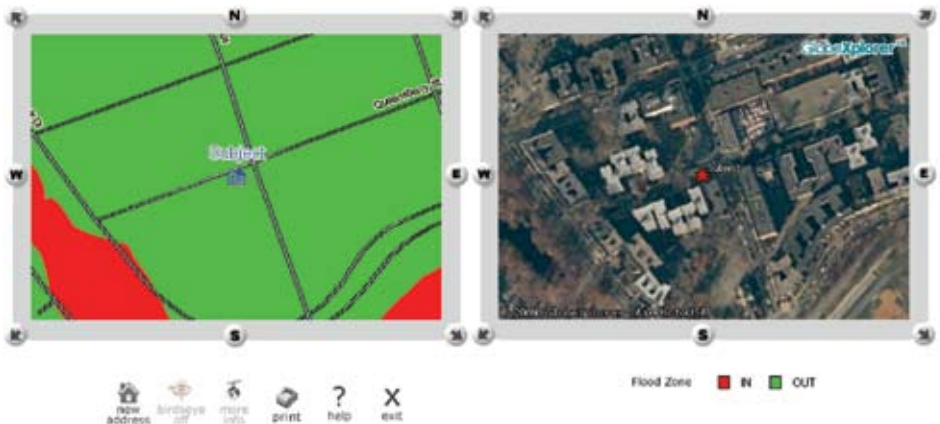 N
N
GlobeXplorer
S
Subject
W
E
W
E
S
S
Flood Zone IN OUT
new address
birdseye off
more info
print
? help
X exit